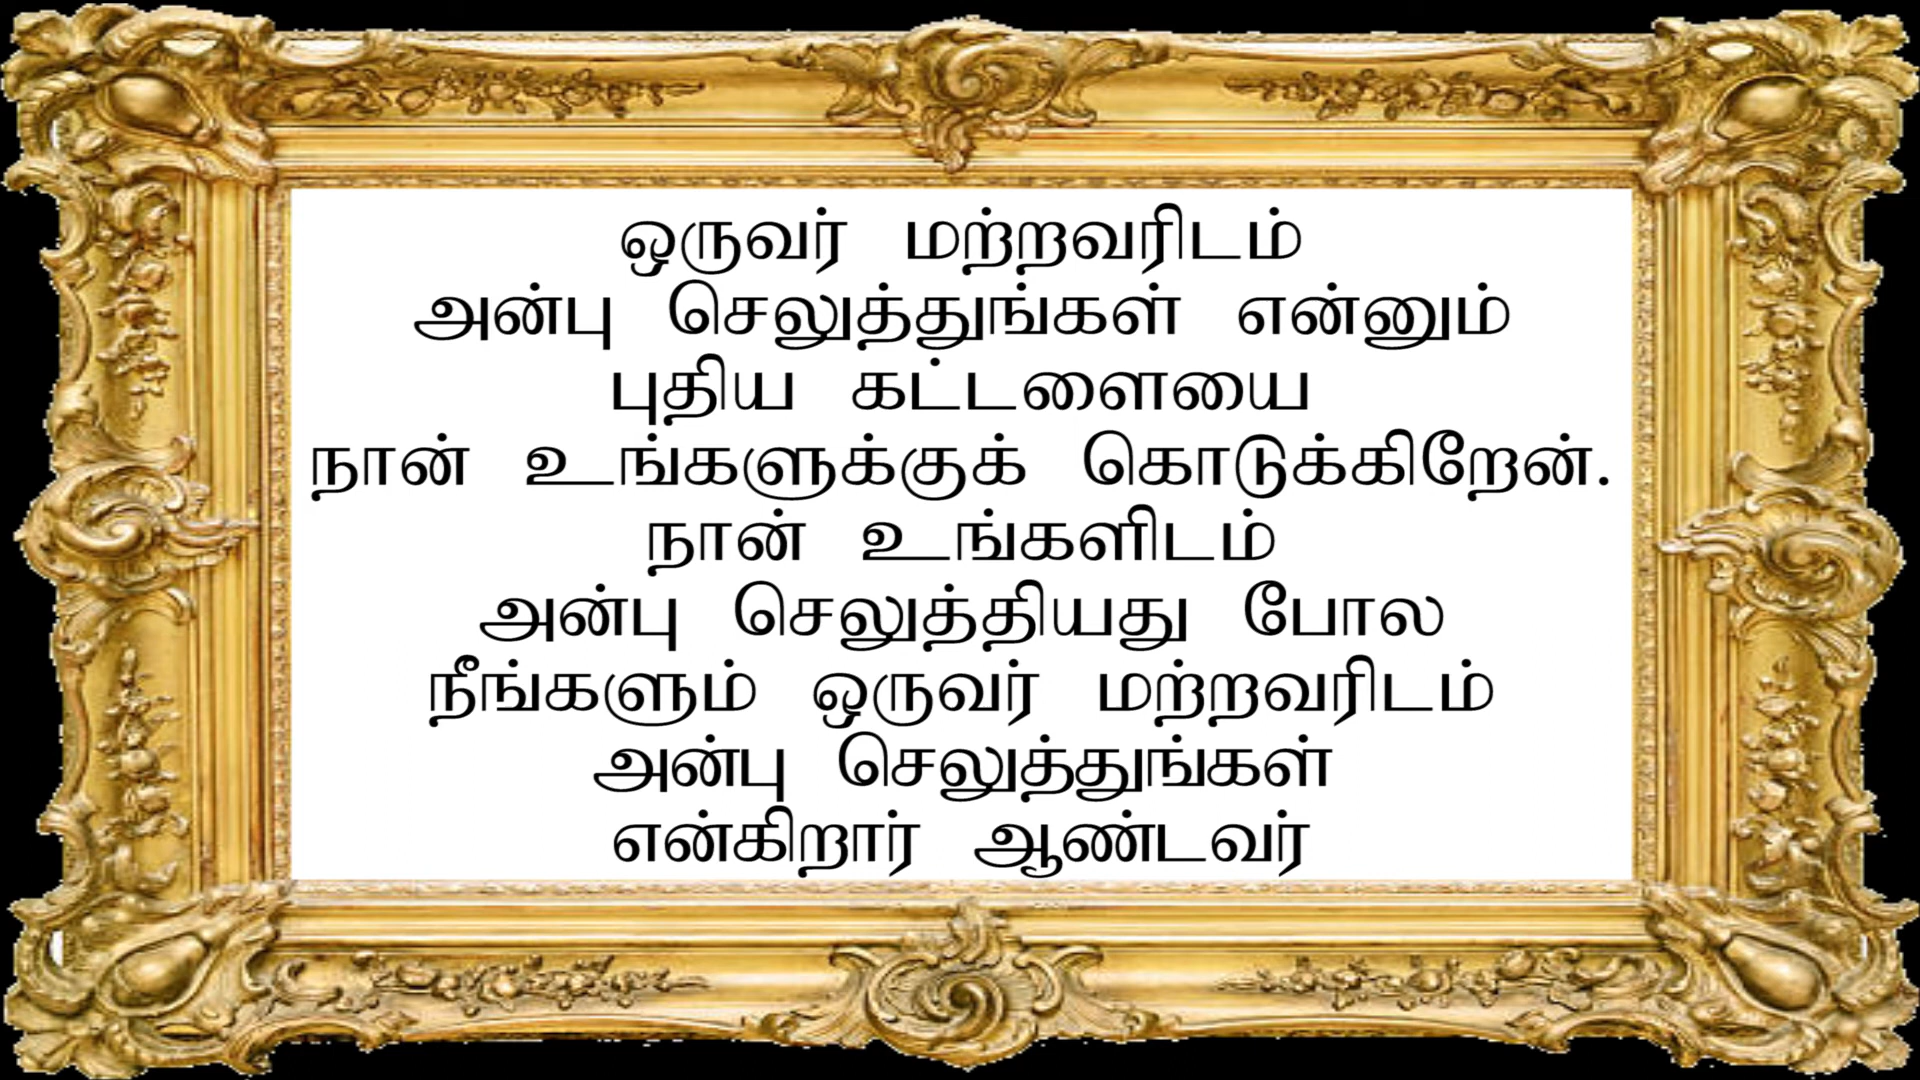 ஒருவர் மற்றவரிடம்
அன்பு செலுத்துங்கள் என்னும்
புதிய கட்டளையை
நான் உங்களுக்குக் கொடுக்கிறேன்.
நான் உங்களிடம்
அன்பு செலுத்தியது போல
நீங்களும் ஒருவர் மற்றவரிடம்
அன்பு செலுத்துங்கள்
என்கிறார் ஆண்டவர்